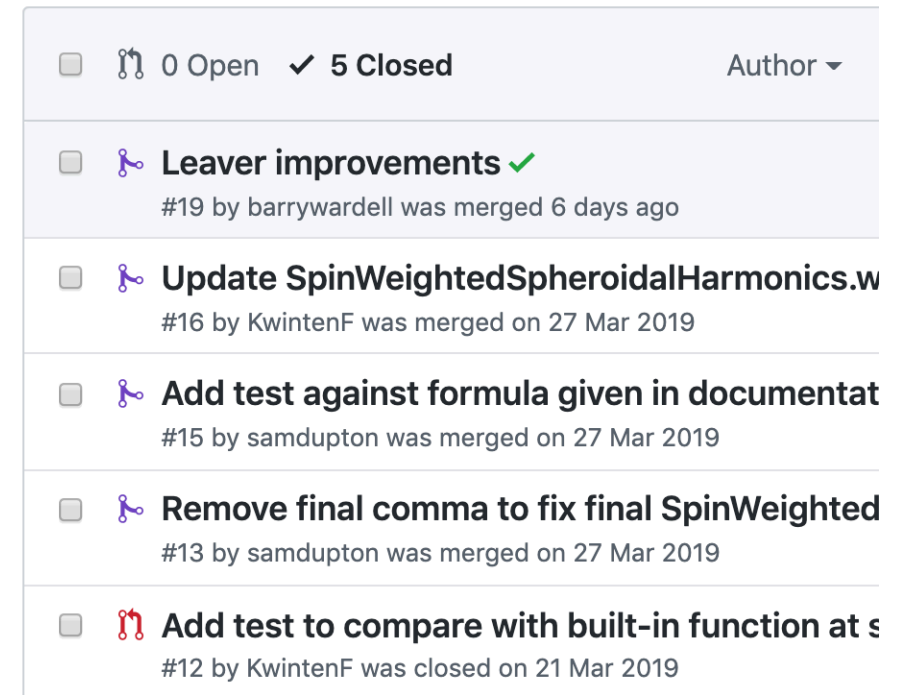 0 Open 5 Closed Author
Leaver improvements
#19 by barrywardell was merged 6 days ago
Update SpinWeightedSpheroidalHarmonics.w
#16 by KwintenF was merged on 27 Mar 2019
Add test against formula given in documentat
#15 by samdupton was merged on 27 Mar 2019
Remove final comma to fix final SpinWeighted
#13 by samdupton was merged on 27 Mar 2019
Add test to compare with built-in function at s
#12 by KwintenF was closed on 21 Mar 2019